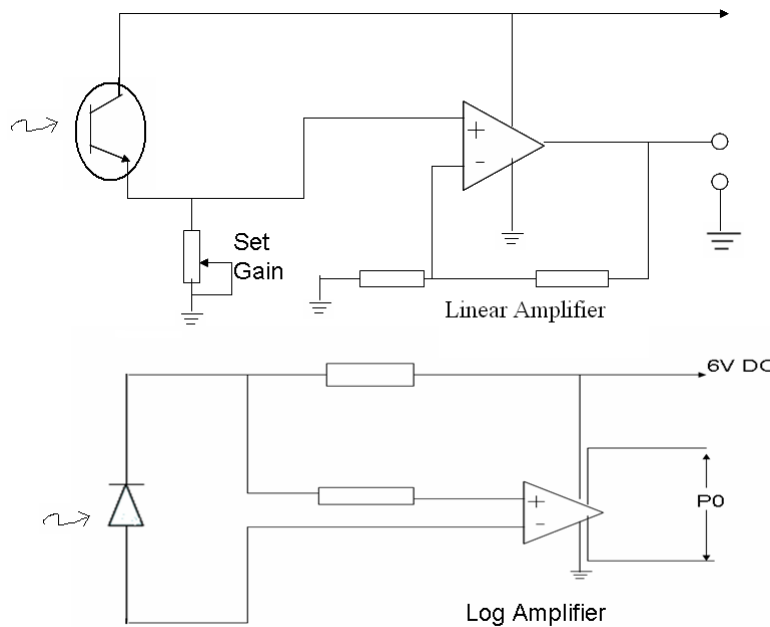 +
-
Set
Gain
Linear Amplifier
6V DC
+
-
P0
Log Amplifier